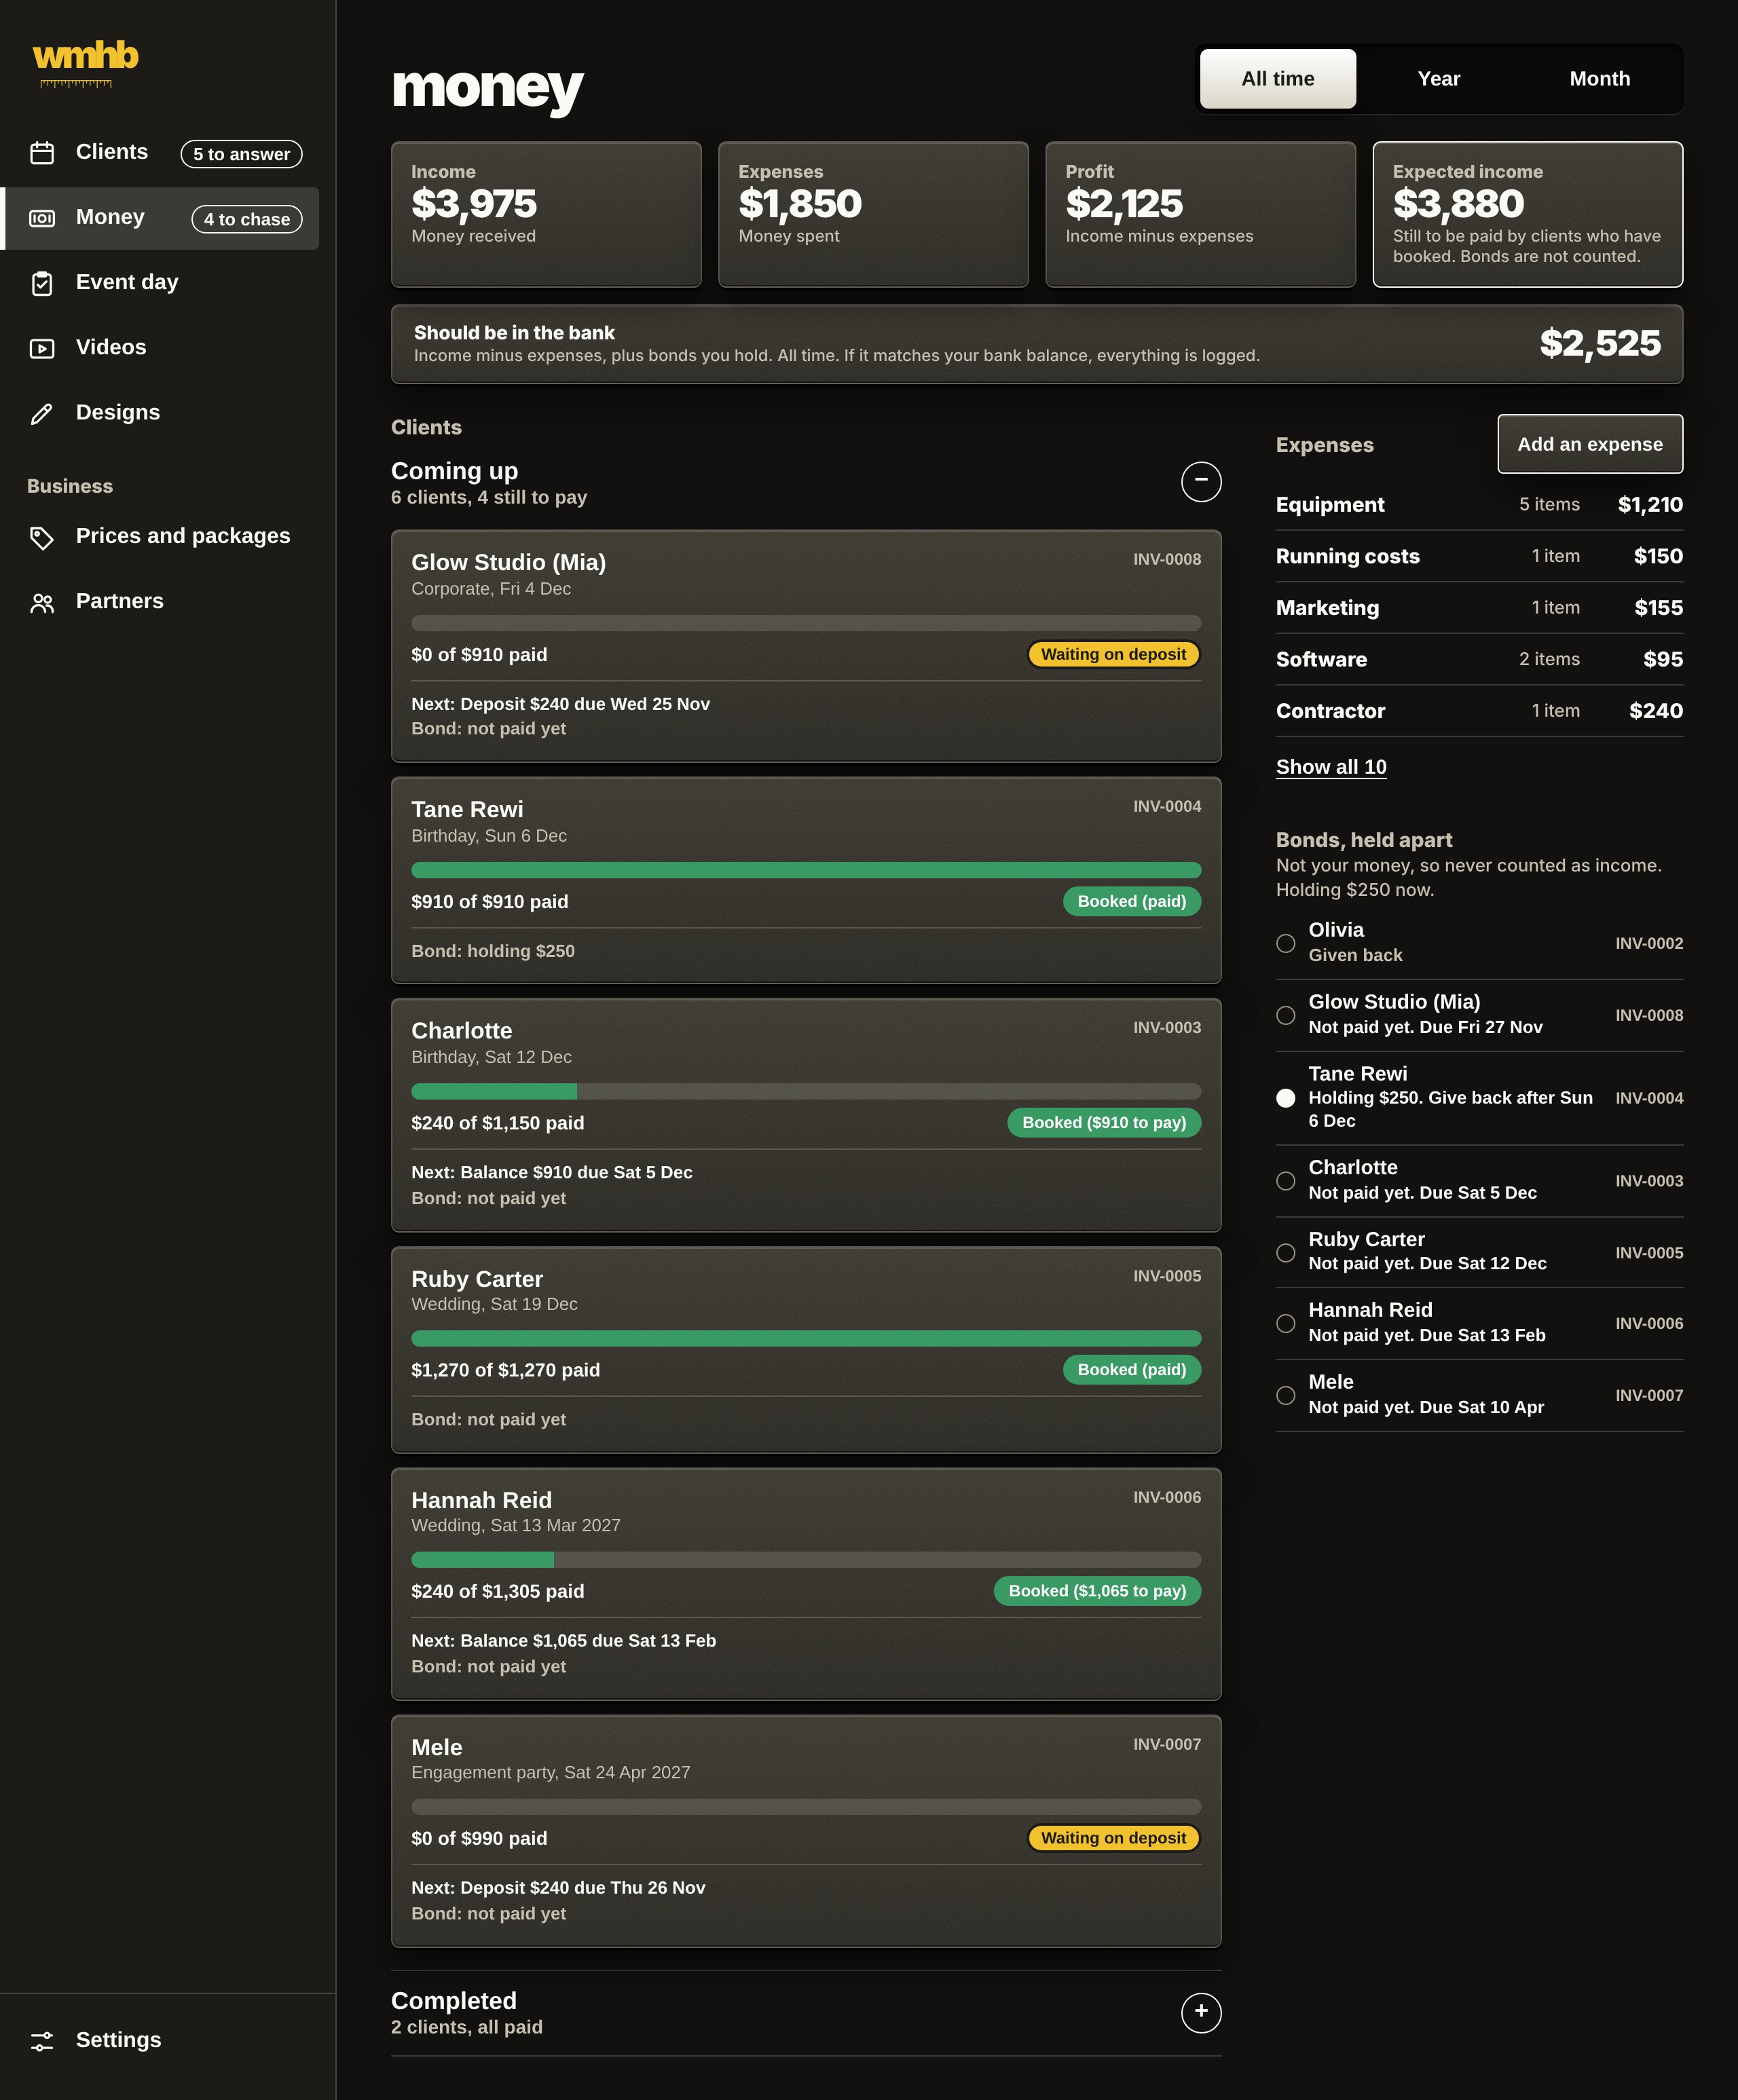 wmhb
Clients
5 to answer
Money
4 to chase
Event day
Videos
Designs
Business
Prices and packages
Partners
Settings
money
All time
Year
Month
Income
$3,975
Money received
Expenses
$1,850
Money spent
Profit
$2,125
Income minus expenses
Expected income
$3,880
Still to be paid by clients who have
booked. Bonds are not counted.
Should be in the bank
Income minus expenses, plus bonds you hold. All time. If it matches your bank balance, everything is logged.
$2,525
Clients
Coming up
6 clients, 4 still to pay
−
Glow Studio (Mia)
INV-0008
Corporate, Fri 4 Dec
$0 of $910 paid
Waiting on deposit
Next: Deposit $240 due Wed 25 Nov
Bond: not paid yet
Tane Rewi
INV-0004
Birthday, Sun 6 Dec
$910 of $910 paid
Booked (paid)
Bond: holding $250
Charlotte
INV-0003
Birthday, Sat 12 Dec
$240 of $1,150 paid
Booked ($910 to pay)
Next: Balance $910 due Sat 5 Dec
Bond: not paid yet
Ruby Carter
INV-0005
Wedding, Sat 19 Dec
$1,270 of $1,270 paid
Booked (paid)
Bond: not paid yet
Hannah Reid
INV-0006
Wedding, Sat 13 Mar 2027
$240 of $1,305 paid
Booked ($1,065 to pay)
Next: Balance $1,065 due Sat 13 Feb
Bond: not paid yet
Mele
INV-0007
Engagement party, Sat 24 Apr 2027
$0 of $990 paid
Waiting on deposit
Next: Deposit $240 due Thu 26 Nov
Bond: not paid yet
Completed
2 clients, all paid
+
Expenses
Add an expense
Equipment 5 items $1,210
Running costs 1 item $150
Marketing 1 item $155
Software 2 items $95
Contractor 1 item $240
Show all 10
Bonds, held apart
Not your money, so never counted as income.
Holding $250 now.
Olivia
Given back
INV-0002
Glow Studio (Mia)
Not paid yet. Due Fri 27 Nov
INV-0008
Tane Rewi
Holding $250. Give back after Sun
6 Dec
INV-0004
Charlotte
Not paid yet. Due Sat 5 Dec
INV-0003
Ruby Carter
Not paid yet. Due Sat 12 Dec
INV-0005
Hannah Reid
Not paid yet. Due Sat 13 Feb
INV-0006
Mele
Not paid yet. Due Sat 10 Apr
INV-0007